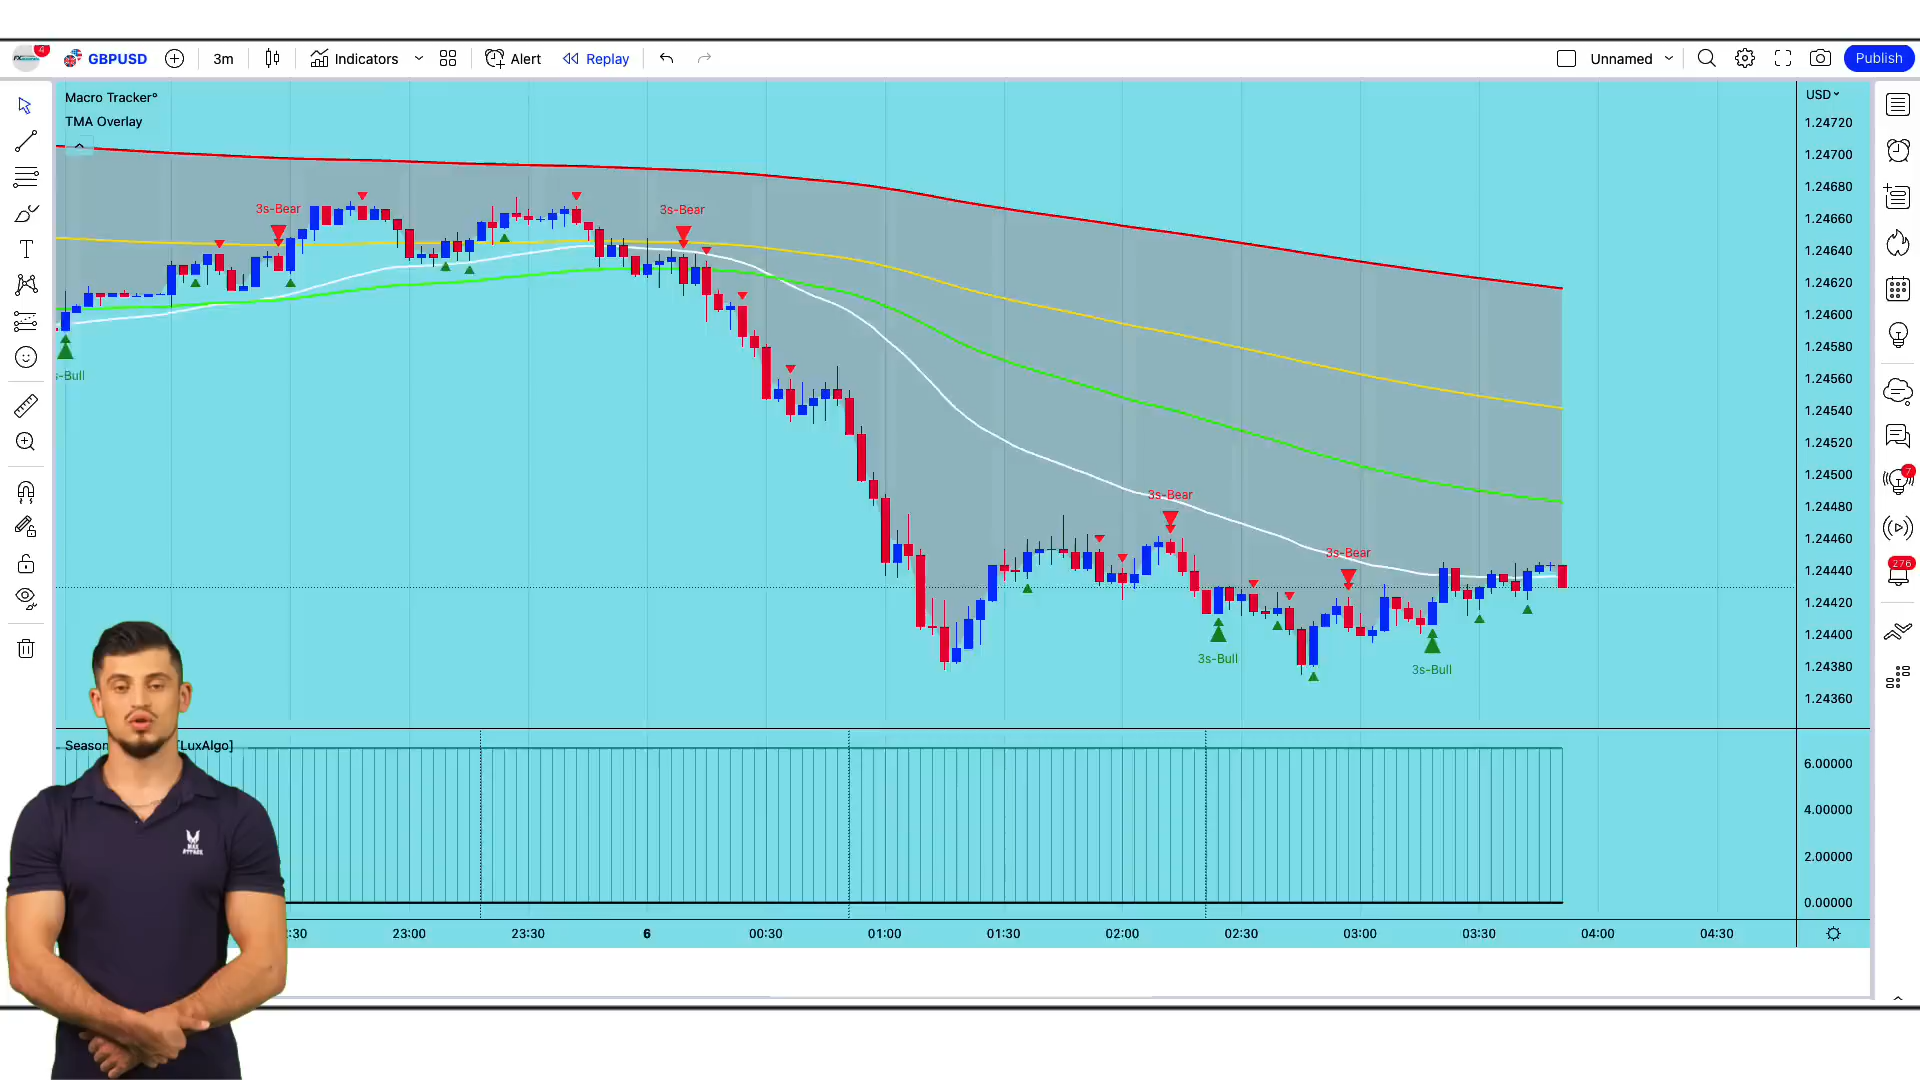 4
GBPUSD
3m
Indicators
Alert
Replay
Unnamed
Publish
Macro Tracker°
TMA Overlay
USD
1.24720
1.24700
1.24680
1.24660
1.24640
1.24620
1.24600
1.24580
1.24560
1.24540
1.24520
1.24500
1.24480
1.24460
1.24440
1.24420
1.24400
1.24380
1.24360
3s-Bear
3s-Bear
s-Bull
3s-Bear
3s-Bear
3s-Bull
3s-Bull
7
276
Season [LuxAlgo]
6.00000
4.00000
2.00000
0.00000
:30
23:00
23:30
6
00:30
01:00
01:30
02:00
02:30
03:00
03:30
04:00
04:30